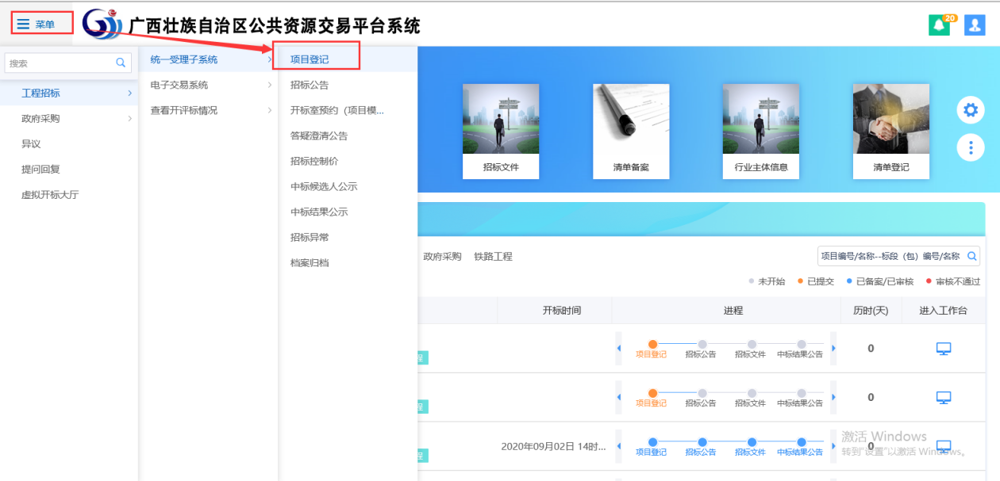 菜单
广西壮族自治区公共资源交易平台系统
20
搜索
工程招标
政府采购
异议
提问回复
虚拟开标大厅
统一受理子系统
电子交易系统
查看开评标情况
项目登记
招标公告
开标室预约（项目模...
答疑澄清公告
招标控制价
中标候选人公示
中标结果公示
招标异常
档案归档
招标文件
清单备案
行业主体信息
清单登记
政府采购 铁路工程
项目编号/名称--标段（包）编号/名称
未开始 已提交 已备案/已审核 审核不通过
开标时间 进程 历时(天) 进入工作台
程
项目登记 招标公告 招标文件 中标结果公告 0
程
项目登记 招标公告 招标文件 中标结果公告 0
程
2020年09月02日 14时... 项目登记 招标公告 招标文件 中标结果公告 0
激活 Windows
转到"设置"以激活 Windows。